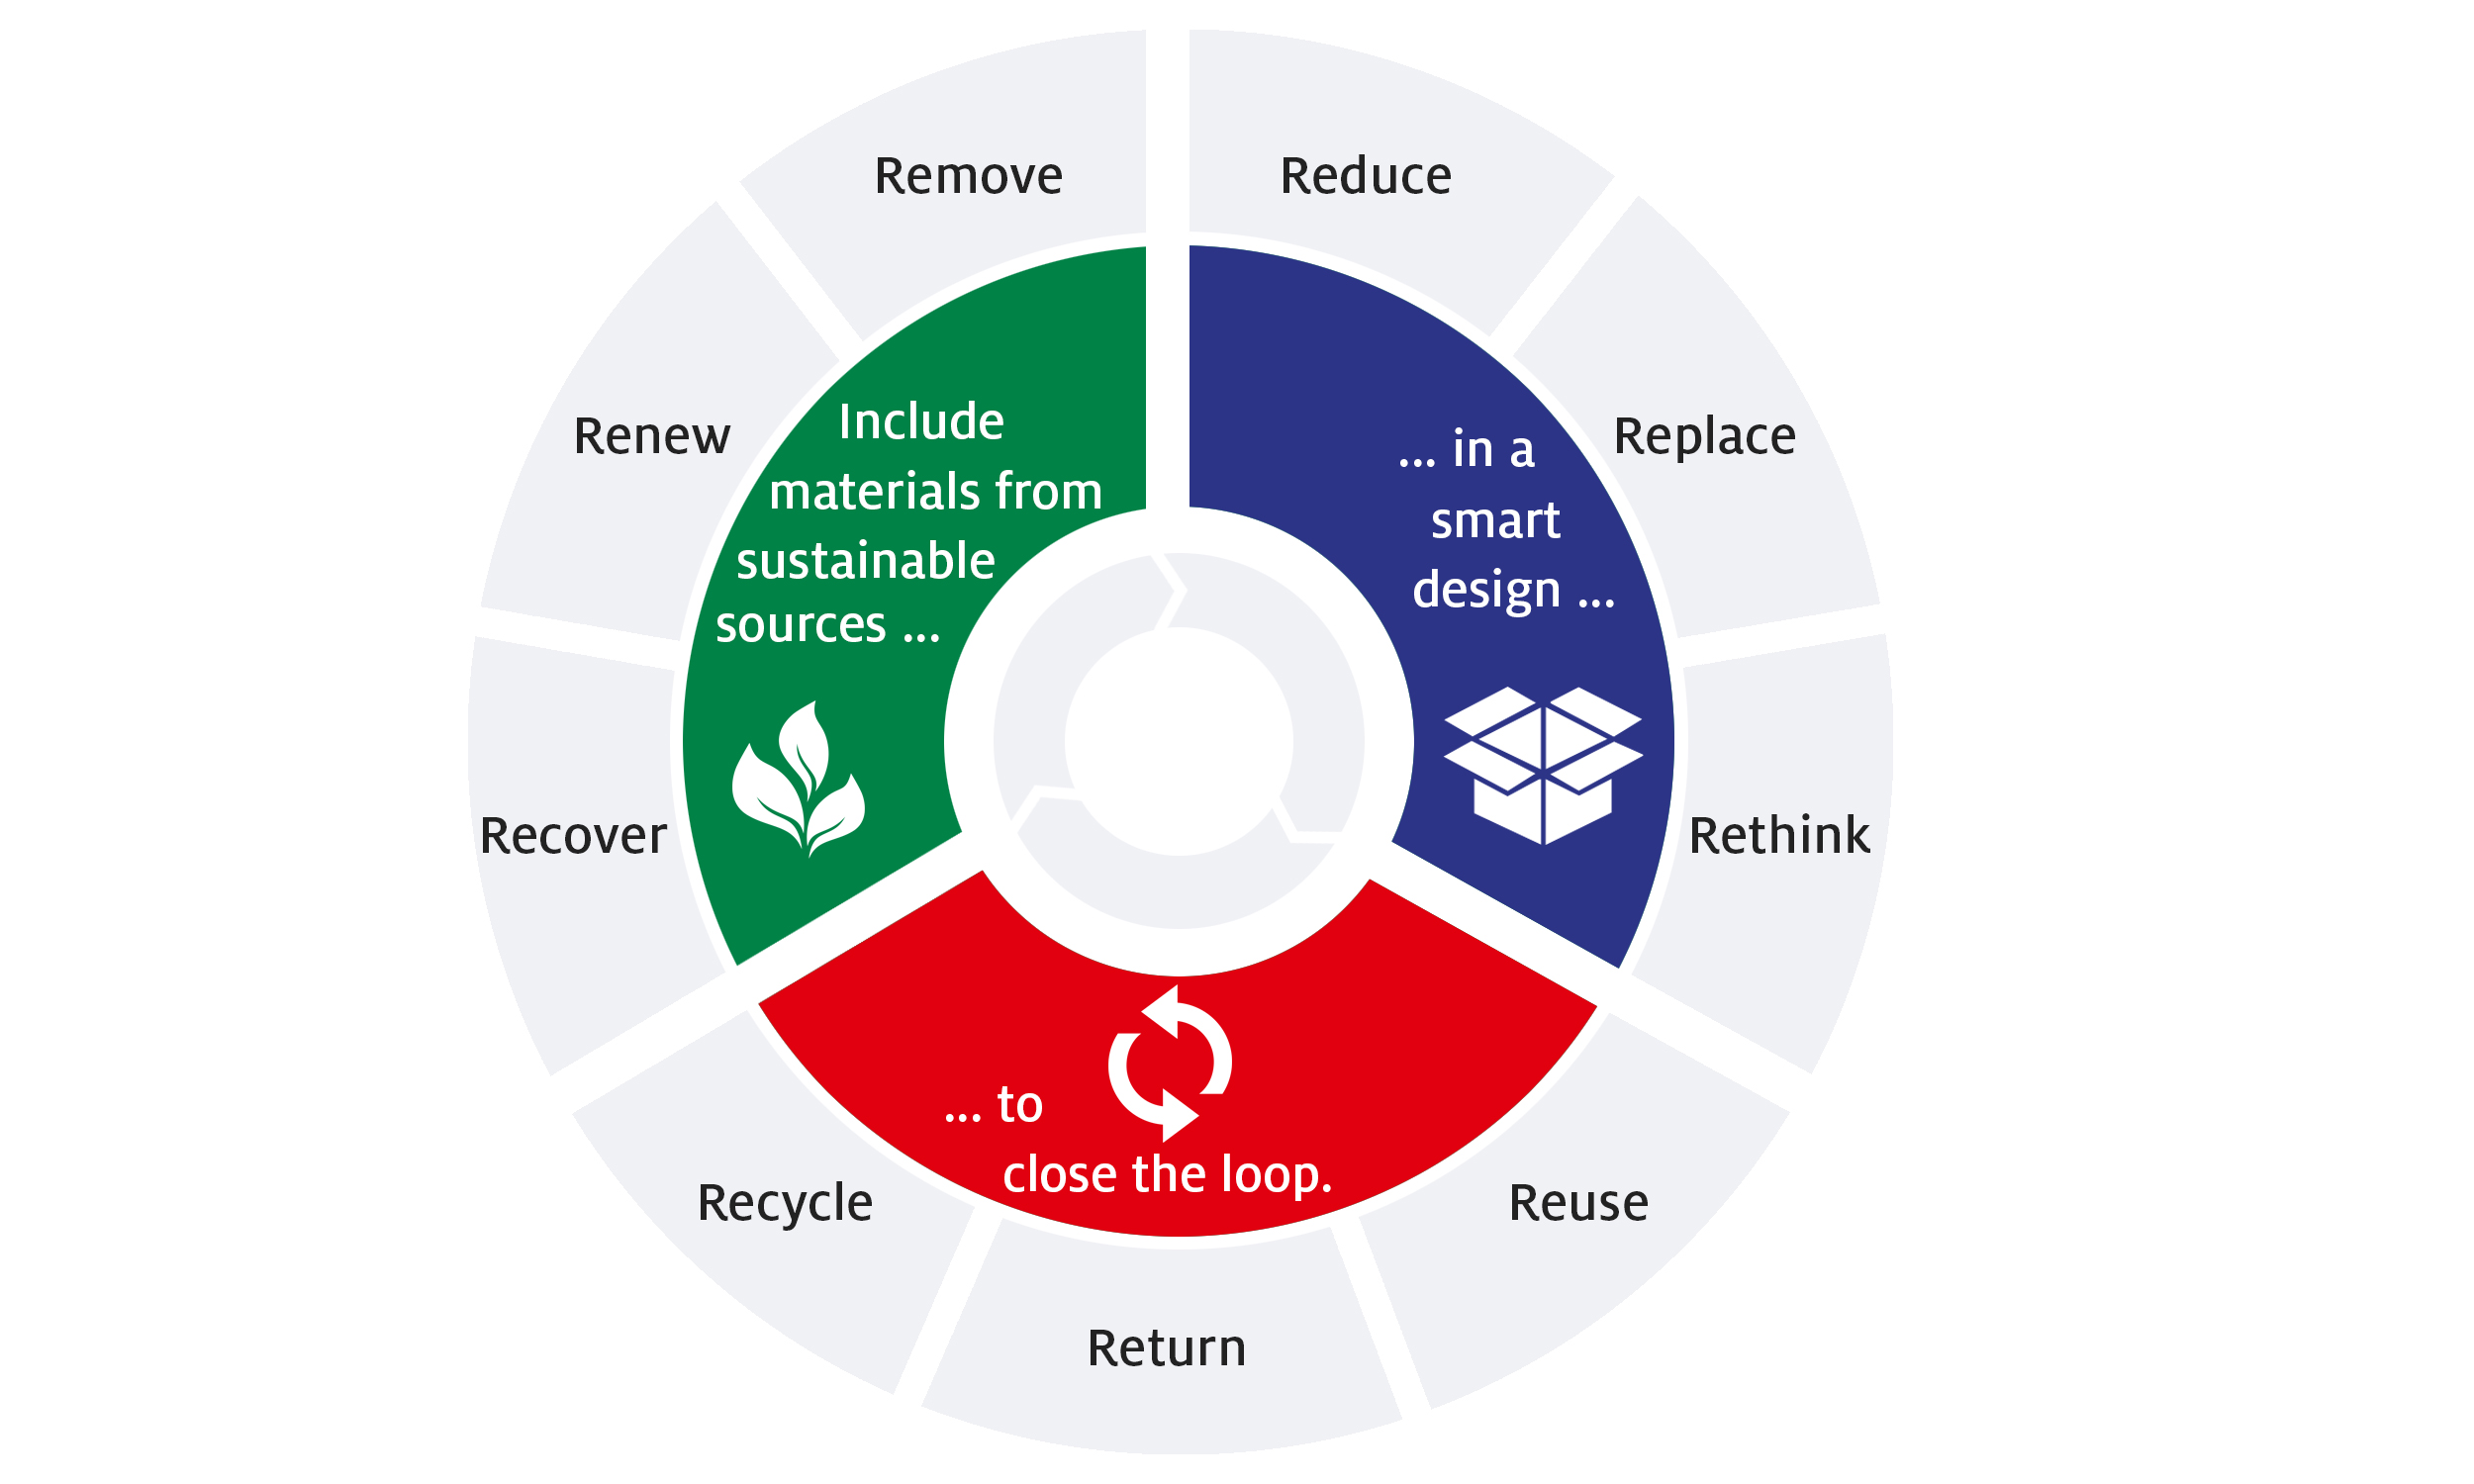 Remove
Reduce
Renew
Replace
Recover
Rethink
Recycle
Reuse
Return
Include
materials from
sustainable
sources ...
... in a
smart
design ...
... to
close the loop.